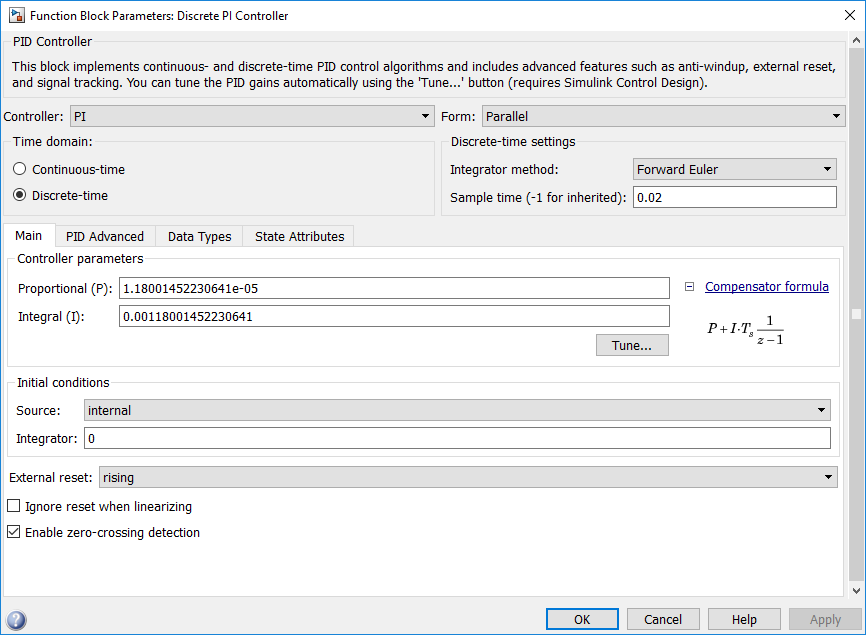 Function Block Parameters: Discrete PI Controller
PID Controller
This block implements continuous- and discrete-time PID control algorithms and includes advanced features such as anti-windup, external reset,
and signal tracking. You can tune the PID gains automatically using the 'Tune...' button (requires Simulink Control Design).
Controller: PI Form: Parallel
Time domain:
Continuous-time
Discrete-time
Discrete-time settings
Integrator method: Forward Euler
Sample time (-1 for inherited): 0.02
Main PID Advanced Data Types State Attributes
Controller parameters
Proportional (P): 1.18001452230641e-05
Integral (I): 0.00118001452230641
Compensator formula
P + I·Tₛ 1/(z − 1)
Tune...
Initial conditions
Source: internal
Integrator: 0
External reset: rising
Ignore reset when linearizing
Enable zero-crossing detection
? OK Cancel Help Apply